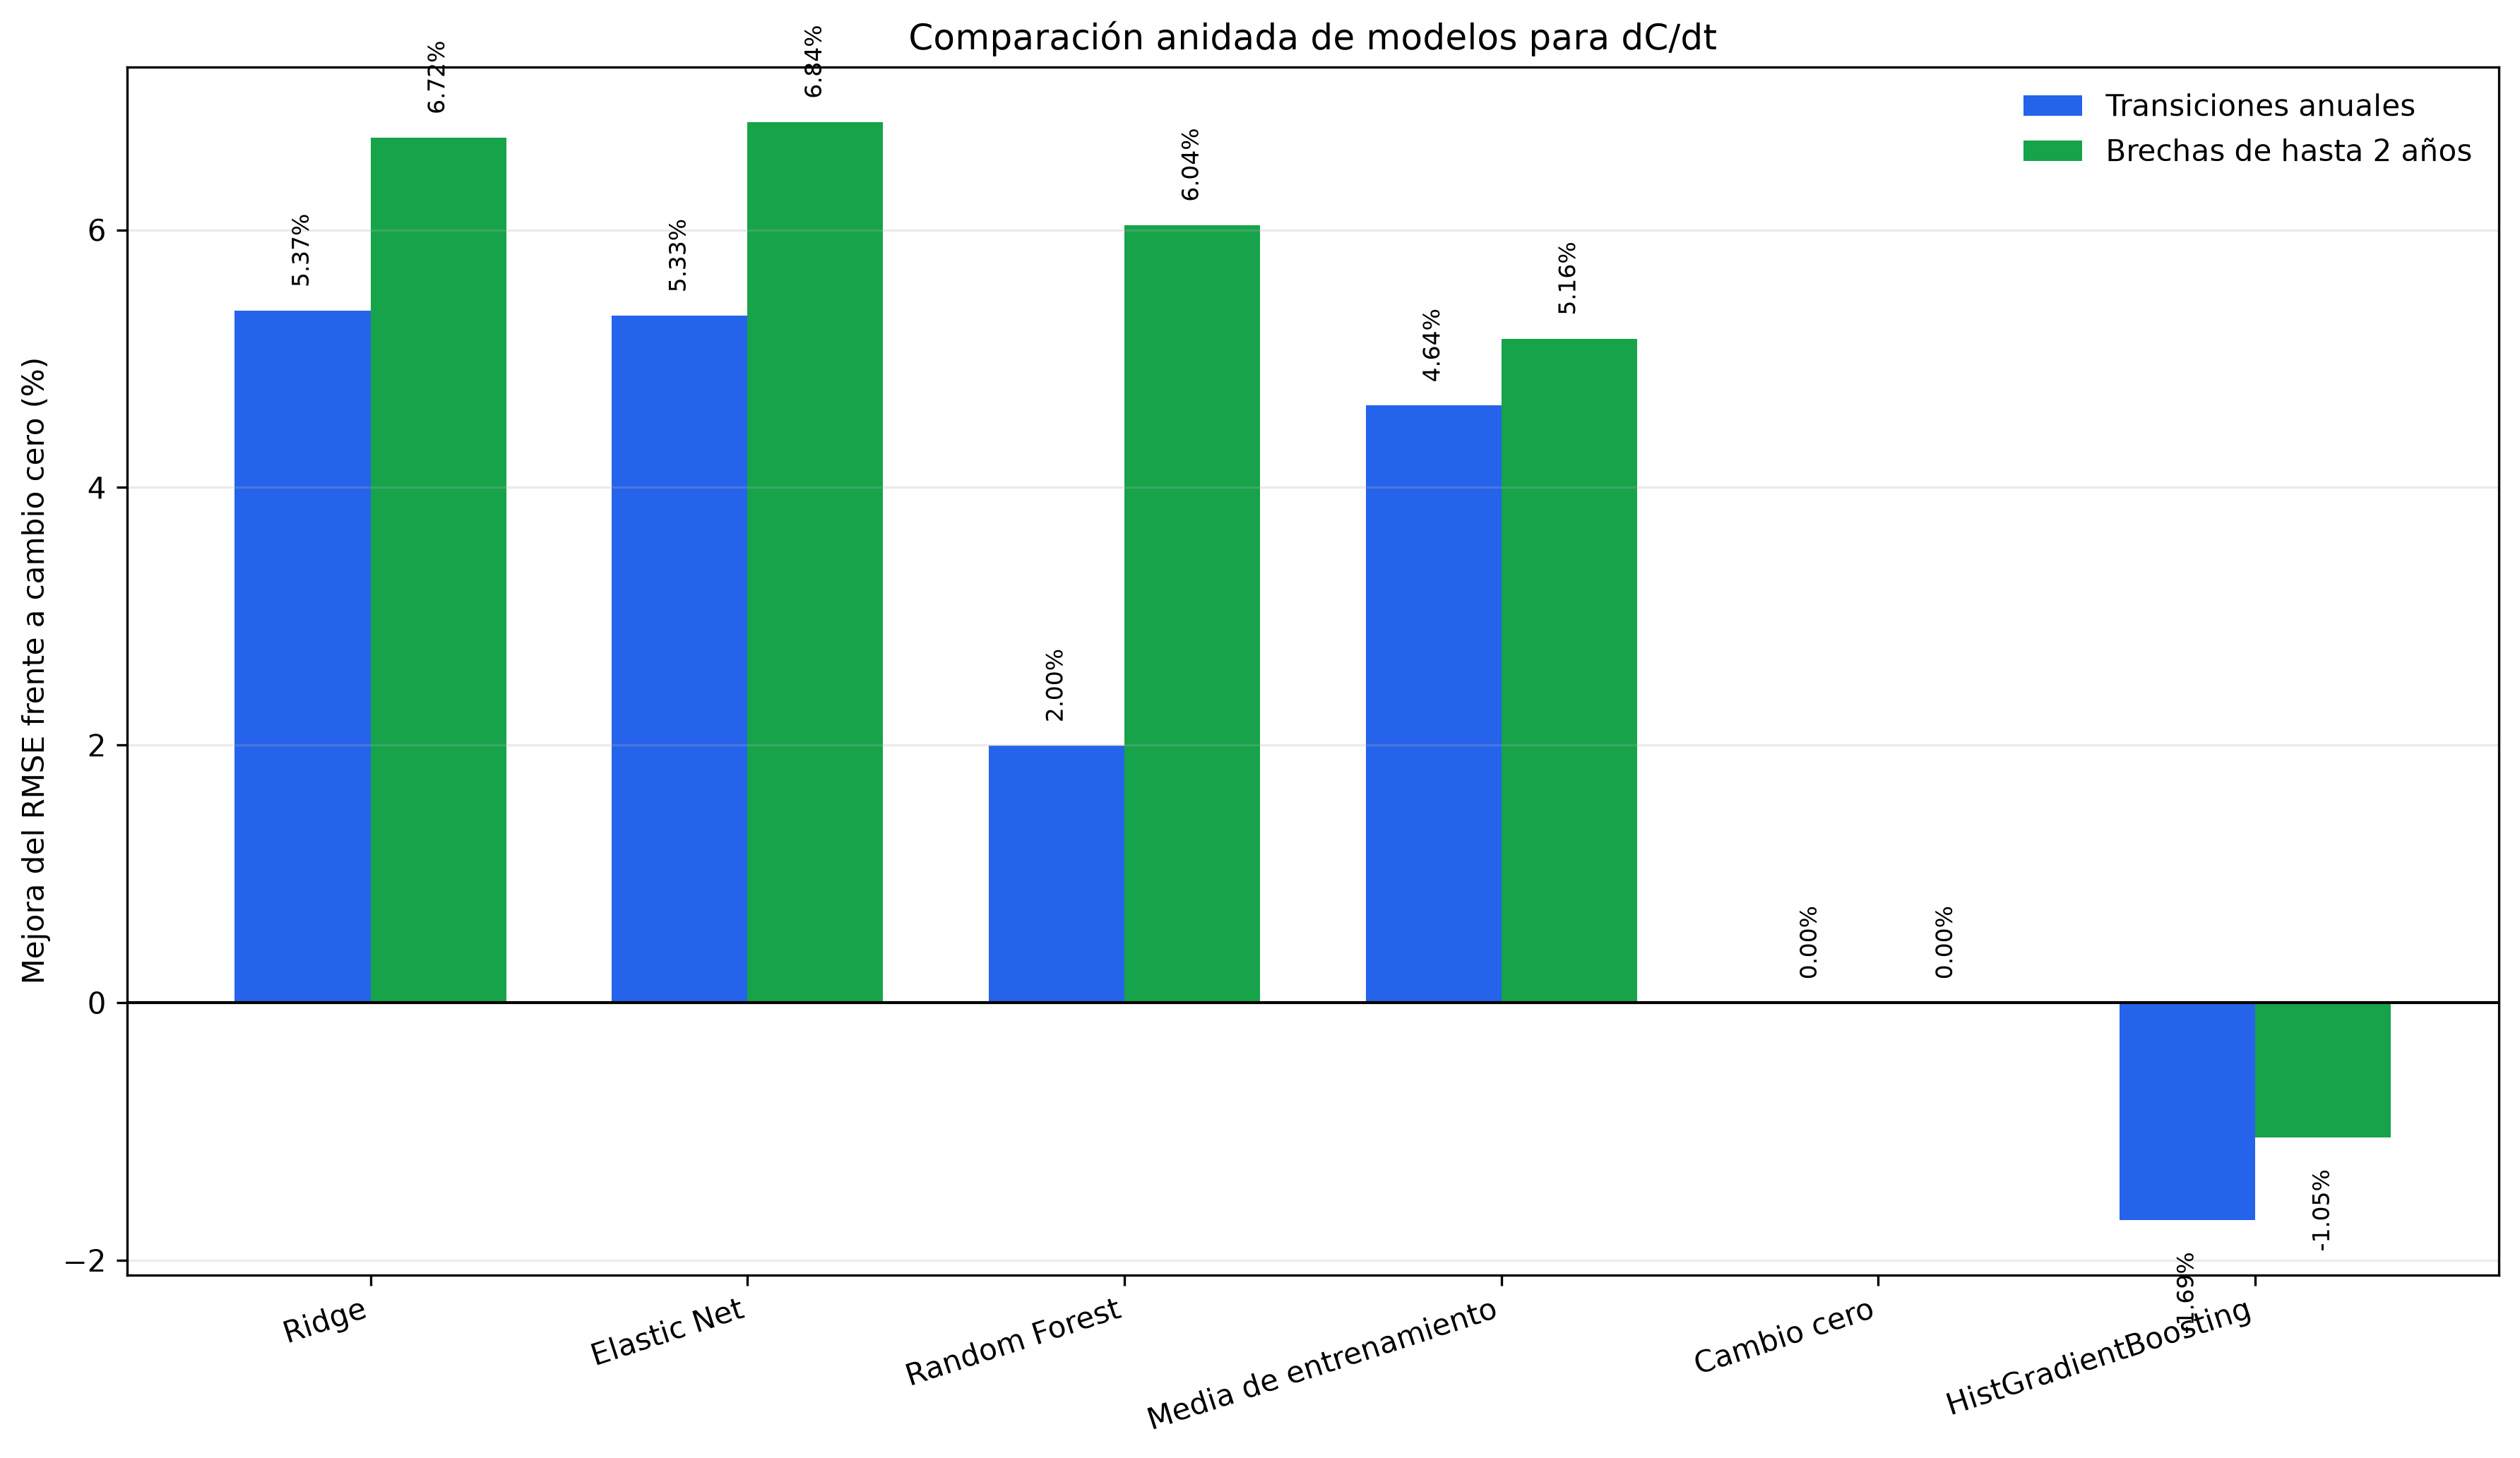 Comparación anidada de modelos para dC/dt
Transiciones anuales
Brechas de hasta 2 años
Mejora del RMSE frente a cambio cero (%)
6
4
2
0
−2
5.37%
6.72%
5.33%
6.84%
2.00%
6.04%
4.64%
5.16%
0.00%
0.00%
-1.69%
-1.05%
Ridge
Elastic Net
Random Forest
Media de entrenamiento
Cambio cero
HistGradientBoosting